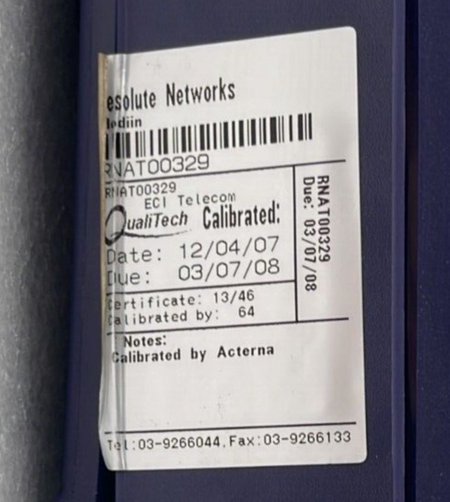 esolute Networks
lediin
RNAT00329
RNAT00329
ECI Telecom
QualiTech Calibrated:
Date: 12/04/07
Due: 03/07/08
Certificate: 13/46
Calibrated by: 64
RNAT00329
Due: 03/07/08
Notes:
Calibrated by Acterna
Tel:03-9266044,Fax:03-9266133